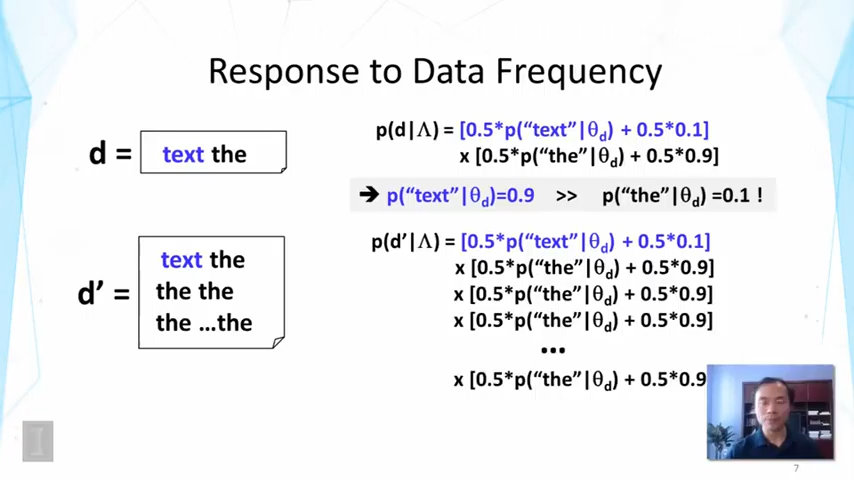 Response to Data Frequency
d = text the
p(d|Λ) = [0.5*p(“text”|θd) + 0.5*0.1]
x [0.5*p(“the”|θd) + 0.5*0.9]
➔ p(“text”|θd)=0.9 >> p(“the”|θd) =0.1 !
d’ =
text the
the the
the ...the
p(d’|Λ) = [0.5*p(“text”|θd) + 0.5*0.1]
x [0.5*p(“the”|θd) + 0.5*0.9]
x [0.5*p(“the”|θd) + 0.5*0.9]
x [0.5*p(“the”|θd) + 0.5*0.9]
...
x [0.5*p(“the”|θd) + 0.5*0.9
I
7